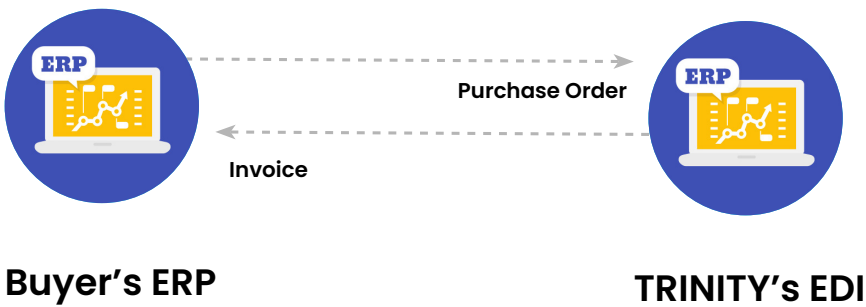 ERP
ERP
Purchase Order
Invoice
Buyer’s ERP
TRINITY’s EDI